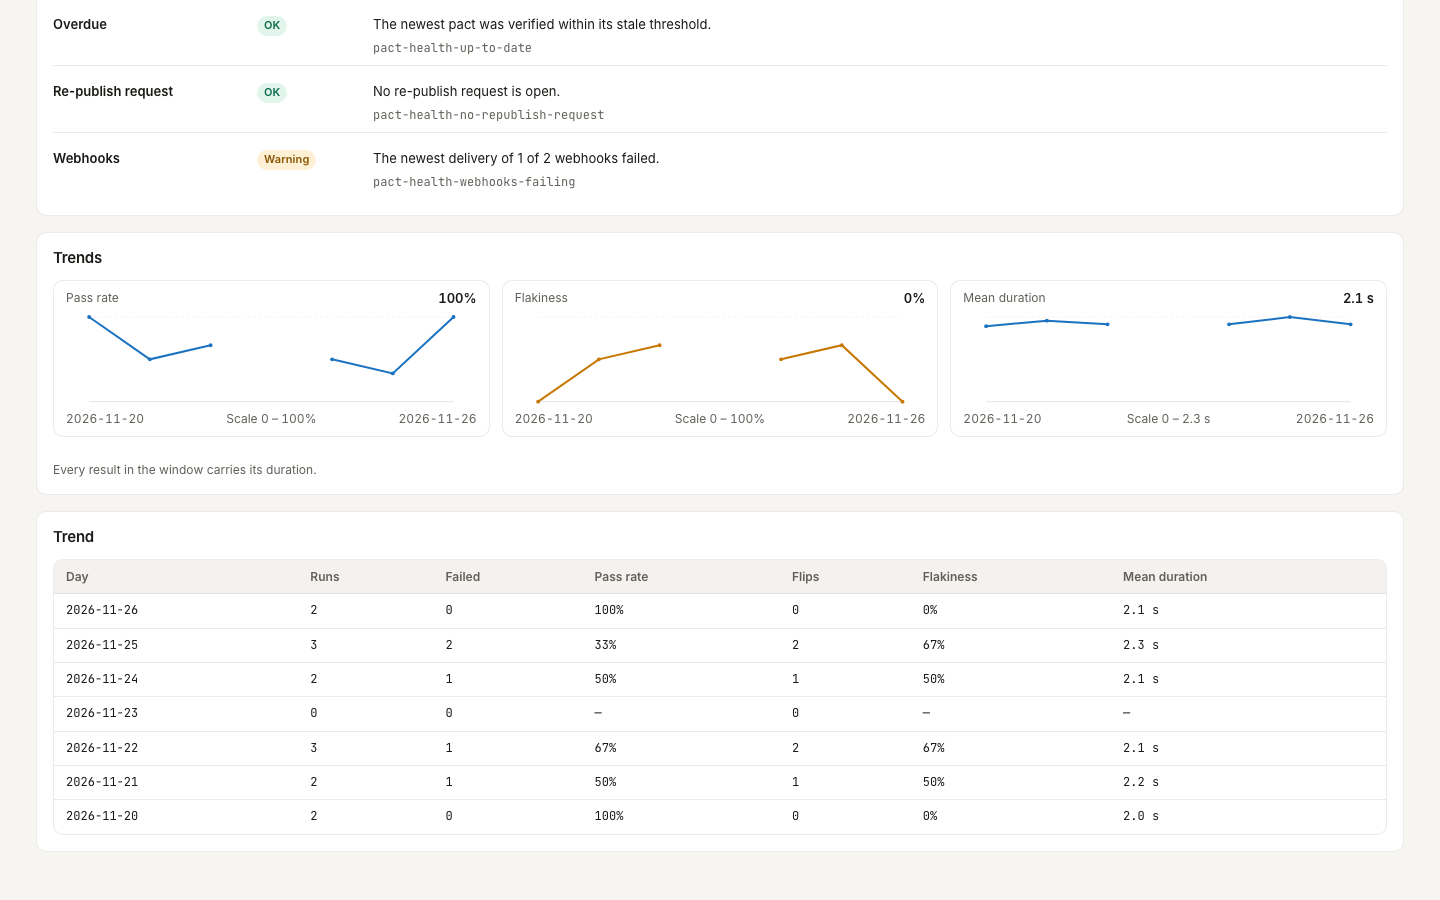 Overdue OK The newest pact was verified within its stale threshold.
pact-health-up-to-date
Re-publish request OK No re-publish request is open.
pact-health-no-republish-request
Webhooks Warning The newest delivery of 1 of 2 webhooks failed.
pact-health-webhooks-failing
Trends
Pass rate 100%
2026-11-20 Scale 0 – 100% 2026-11-26
Flakiness 0%
2026-11-20 Scale 0 – 100% 2026-11-26
Mean duration 2.1 s
2026-11-20 Scale 0 – 2.3 s 2026-11-26
Every result in the window carries its duration.
Trend
Day Runs Failed Pass rate Flips Flakiness Mean duration
2026-11-26 2 0 100% 0 0% 2.1 s
2026-11-25 3 2 33% 2 67% 2.3 s
2026-11-24 2 1 50% 1 50% 2.1 s
2026-11-23 0 0 — 0 — —
2026-11-22 3 1 67% 2 67% 2.1 s
2026-11-21 2 1 50% 1 50% 2.2 s
2026-11-20 2 0 100% 0 0% 2.0 s